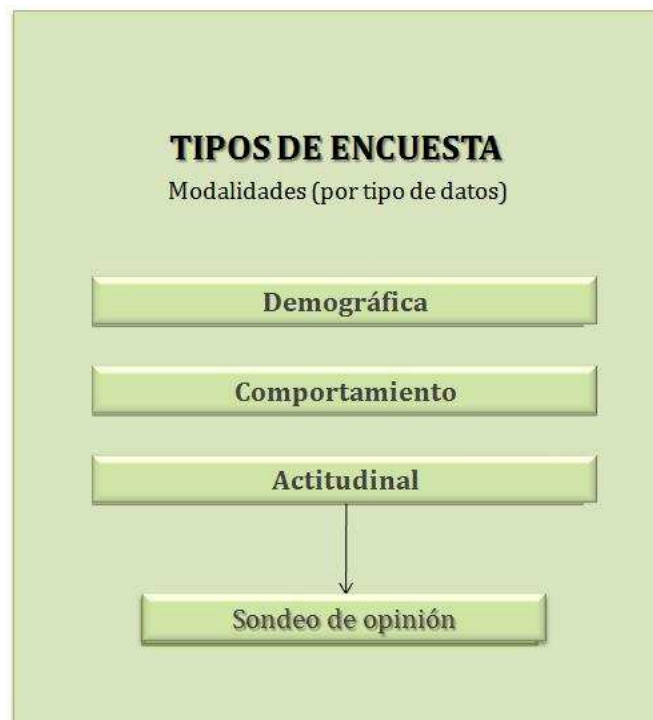 TIPOS DE ENCUESTA
Modalidades (por tipo de datos)
Demográfica
Comportamiento
Actitudinal
Sondeo de opinión